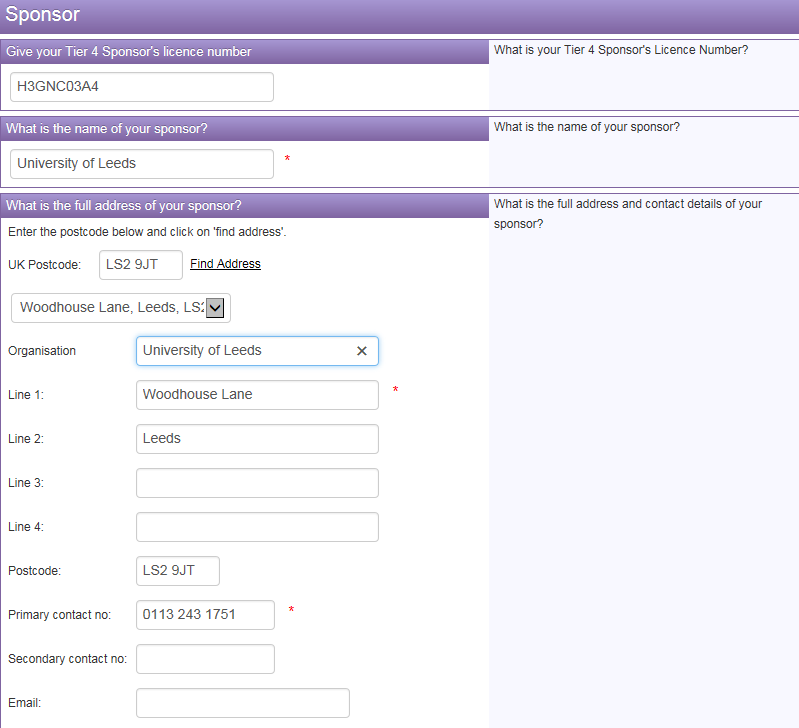 Sponsor
Give your Tier 4 Sponsor's licence number
What is your Tier 4 Sponsor's Licence Number?
H3GNC03A4
What is the name of your sponsor?
What is the name of your sponsor?
University of Leeds *
What is the full address of your sponsor?
What is the full address and contact details of your
sponsor?
Enter the postcode below and click on 'find address'.
UK Postcode: LS2 9JT Find Address
Woodhouse Lane, Leeds, LS2
Organisation University of Leeds
Line 1: Woodhouse Lane *
Line 2: Leeds
Line 3:
Line 4:
Postcode: LS2 9JT
Primary contact no: 0113 243 1751 *
Secondary contact no:
Email: